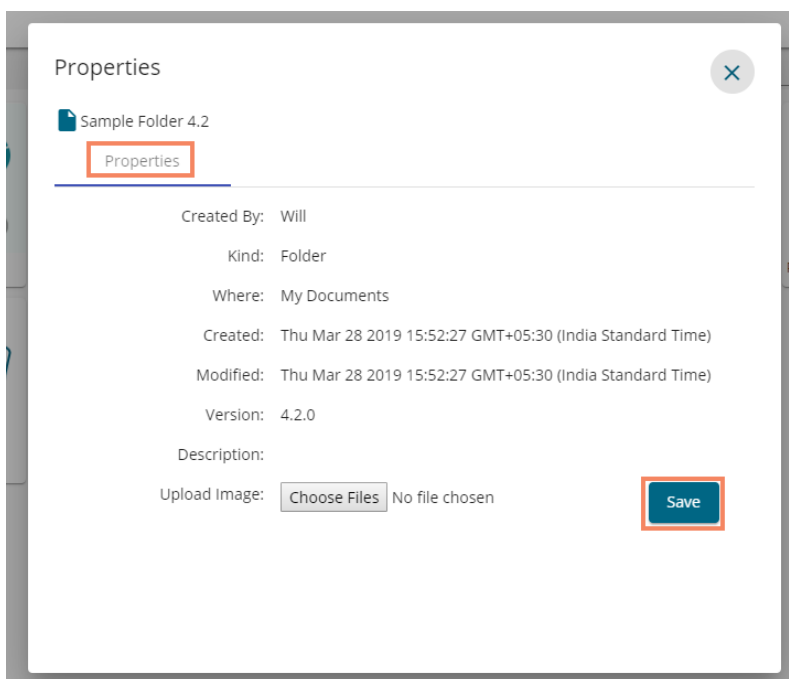 Properties
Sample Folder 4.2
Properties
Created By: Will
Kind: Folder
Where: My Documents
Created: Thu Mar 28 2019 15:52:27 GMT+05:30 (India Standard Time)
Modified: Thu Mar 28 2019 15:52:27 GMT+05:30 (India Standard Time)
Version: 4.2.0
Description:
Upload Image: Choose Files No file chosen Save